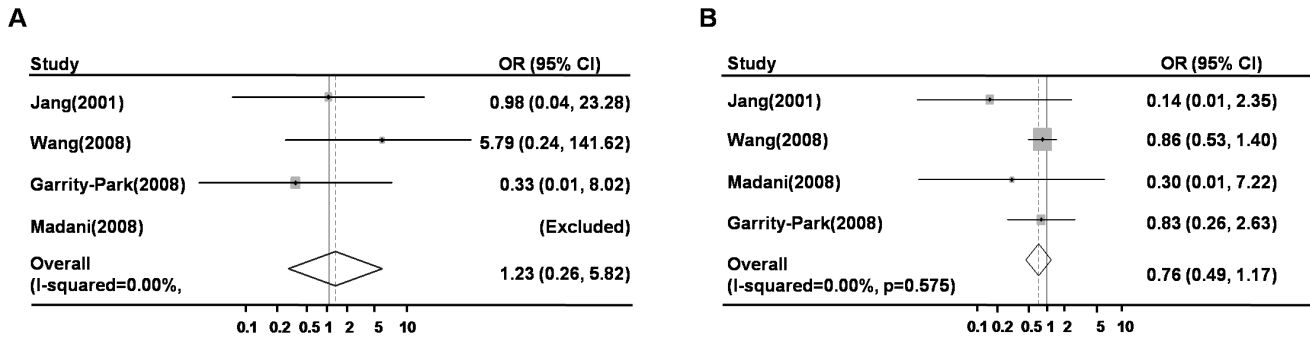 A
Study OR (95% CI)
Jang(2001) 0.98 (0.04, 23.28)
Wang(2008) 5.79 (0.24, 141.62)
Garrity-Park(2008) 0.33 (0.01, 8.02)
Madani(2008) (Excluded)
Overall 1.23 (0.26, 5.82)
(I-squared=0.00%,
0.1 0.2 0.5 1 2 5 10
B
Study OR (95% CI)
Jang(2001) 0.14 (0.01, 2.35)
Wang(2008) 0.86 (0.53, 1.40)
Madani(2008) 0.30 (0.01, 7.22)
Garrity-Park(2008) 0.83 (0.26, 2.63)
Overall 0.76 (0.49, 1.17)
(I-squared=0.00%, p=0.575)
0.1 0.2 0.5 1 2 5 10